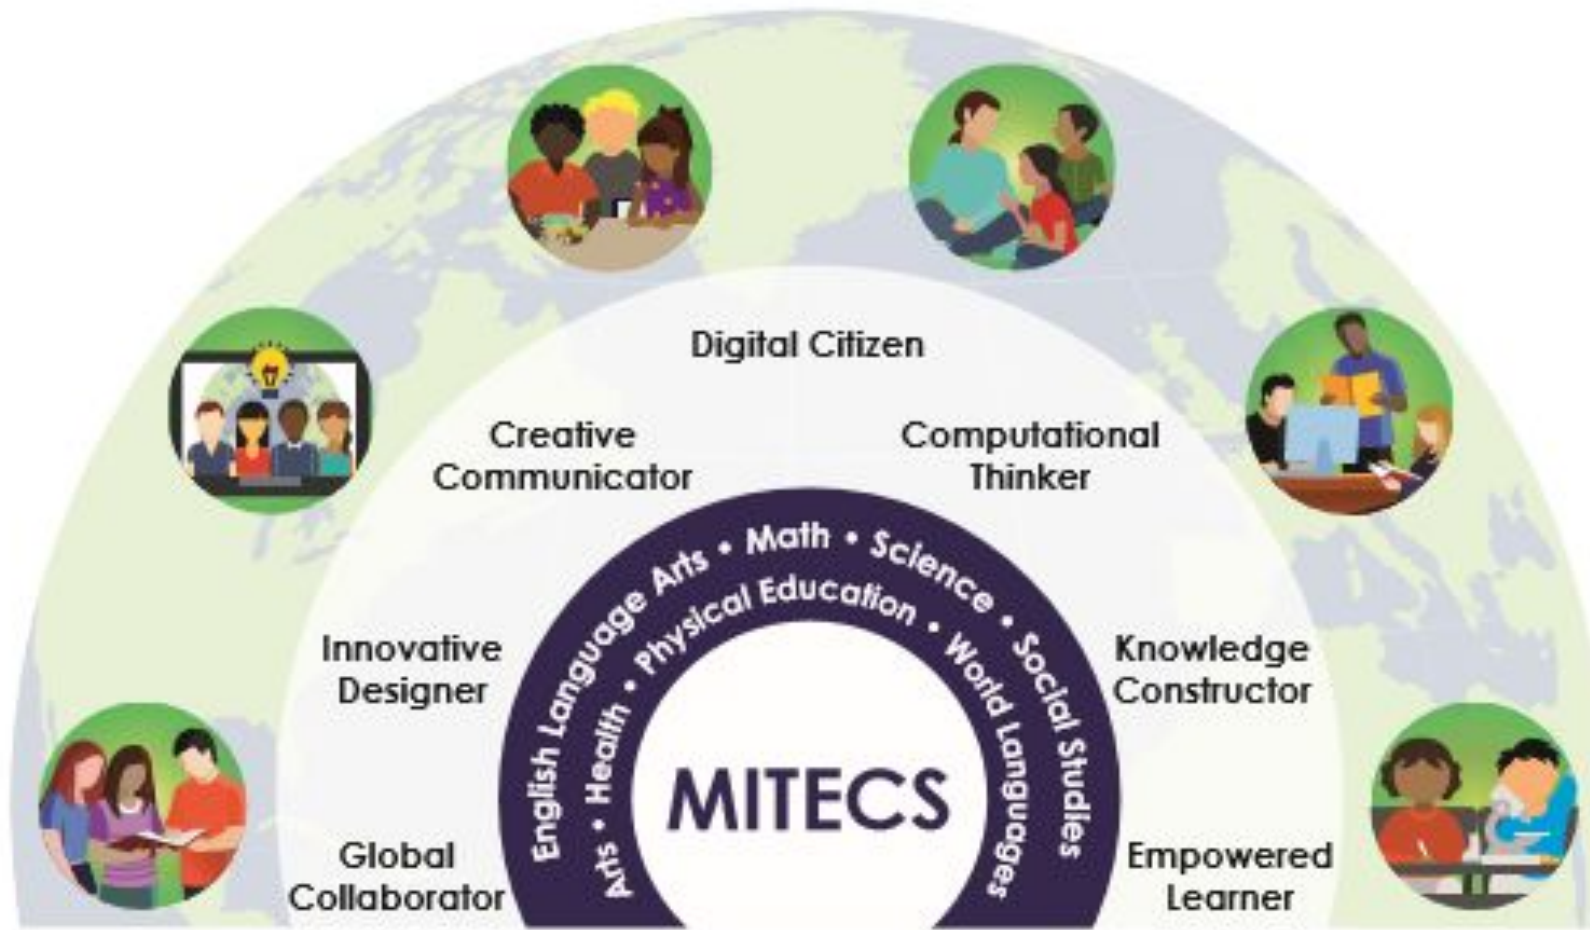 Digital Citizen
Creative
Communicator
Computational
Thinker
Innovative
Designer
Knowledge
Constructor
Global
Collaborator
Empowered
Learner
English Language Arts • Math • Science • Social Studies
Arts • Health • Physical Education • World Languages
MITECS